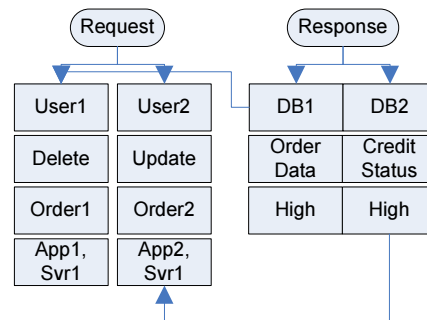 Request
Response
User1
User2
DB1
DB2
Delete
Update
Order
Data
Credit
Status
Order1
Order2
High
High
App1,
Svr1
App2,
Svr1